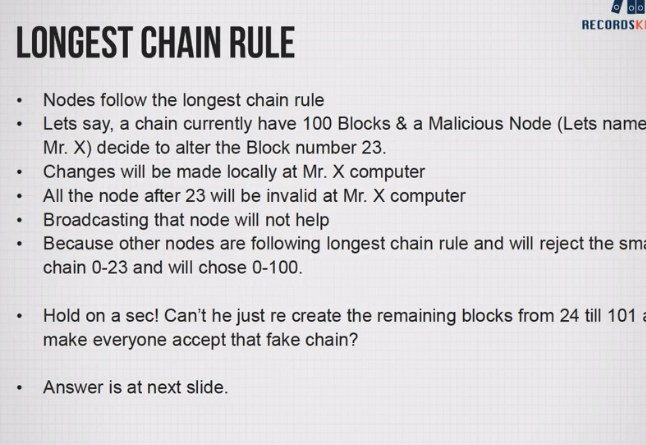 RECORDSK
LONGEST CHAIN RULE
• Nodes follow the longest chain rule
• Lets say, a chain currently have 100 Blocks & a Malicious Node (Lets name
Mr. X) decide to alter the Block number 23.
• Changes will be made locally at Mr. X computer
• All the node after 23 will be invalid at Mr. X computer
• Broadcasting that node will not help
• Because other nodes are following longest chain rule and will reject the
chain 0-23 and will chose 0-100.
• Hold on a sec! Can't he just re create the remaining blocks from 24 till 101
make everyone accept that fake chain?
• Answer is at next slide.